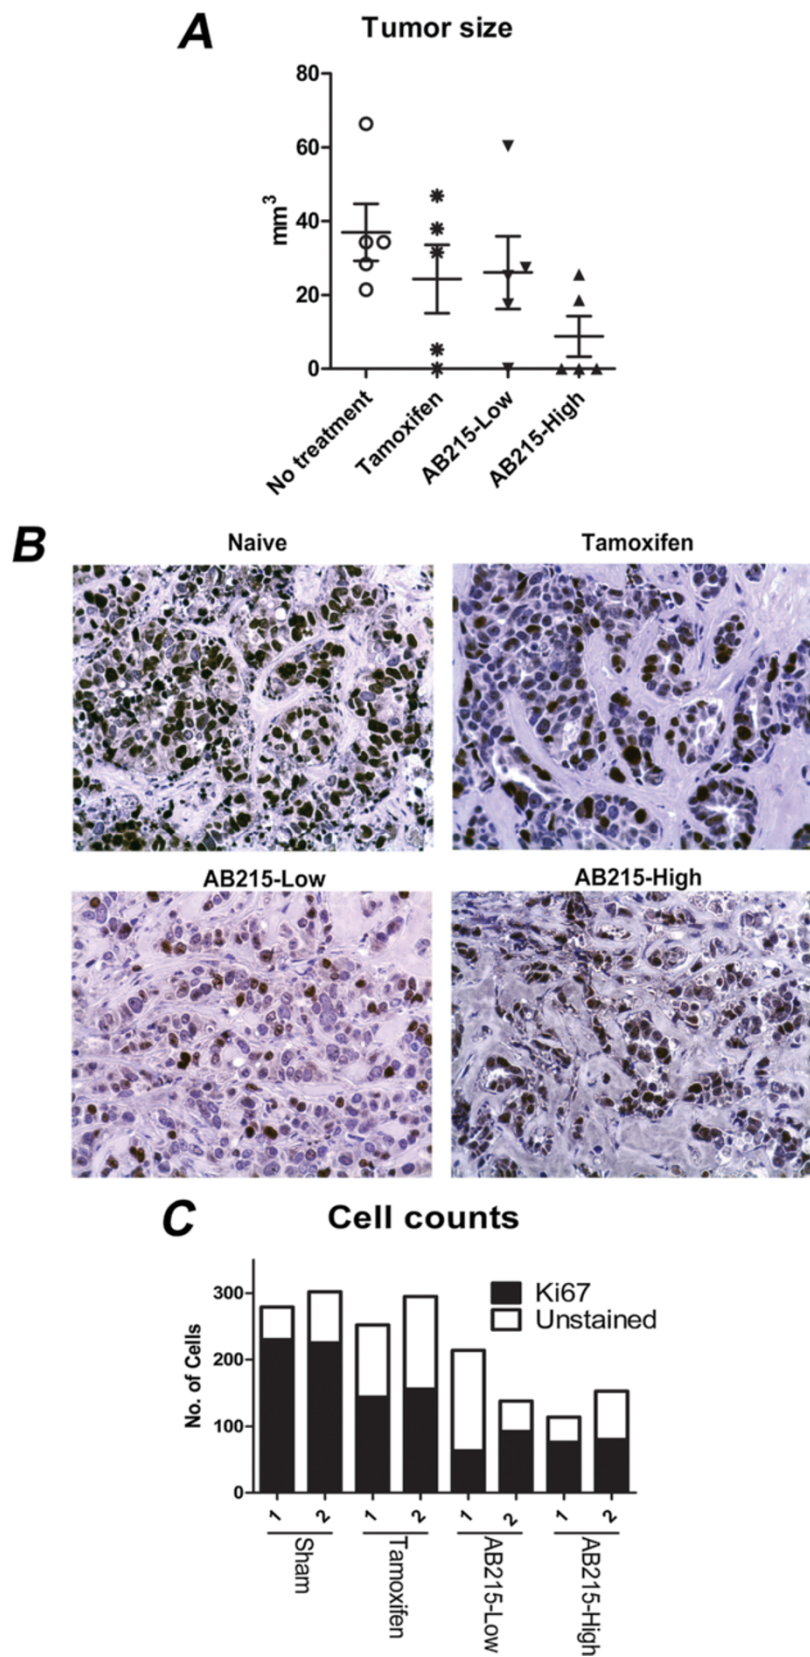 A
Tumor size
80
60
40
20
0
mm3
No treatment
Tamoxifen
AB215-Low
AB215-High
B
Naive
Tamoxifen
AB215-Low
AB215-High
C
Cell counts
300
200
100
0
No. of Cells
Ki67
Unstained
1
2
1
2
1
2
1
2
Sham
Tamoxifen
AB215-Low
AB215-High